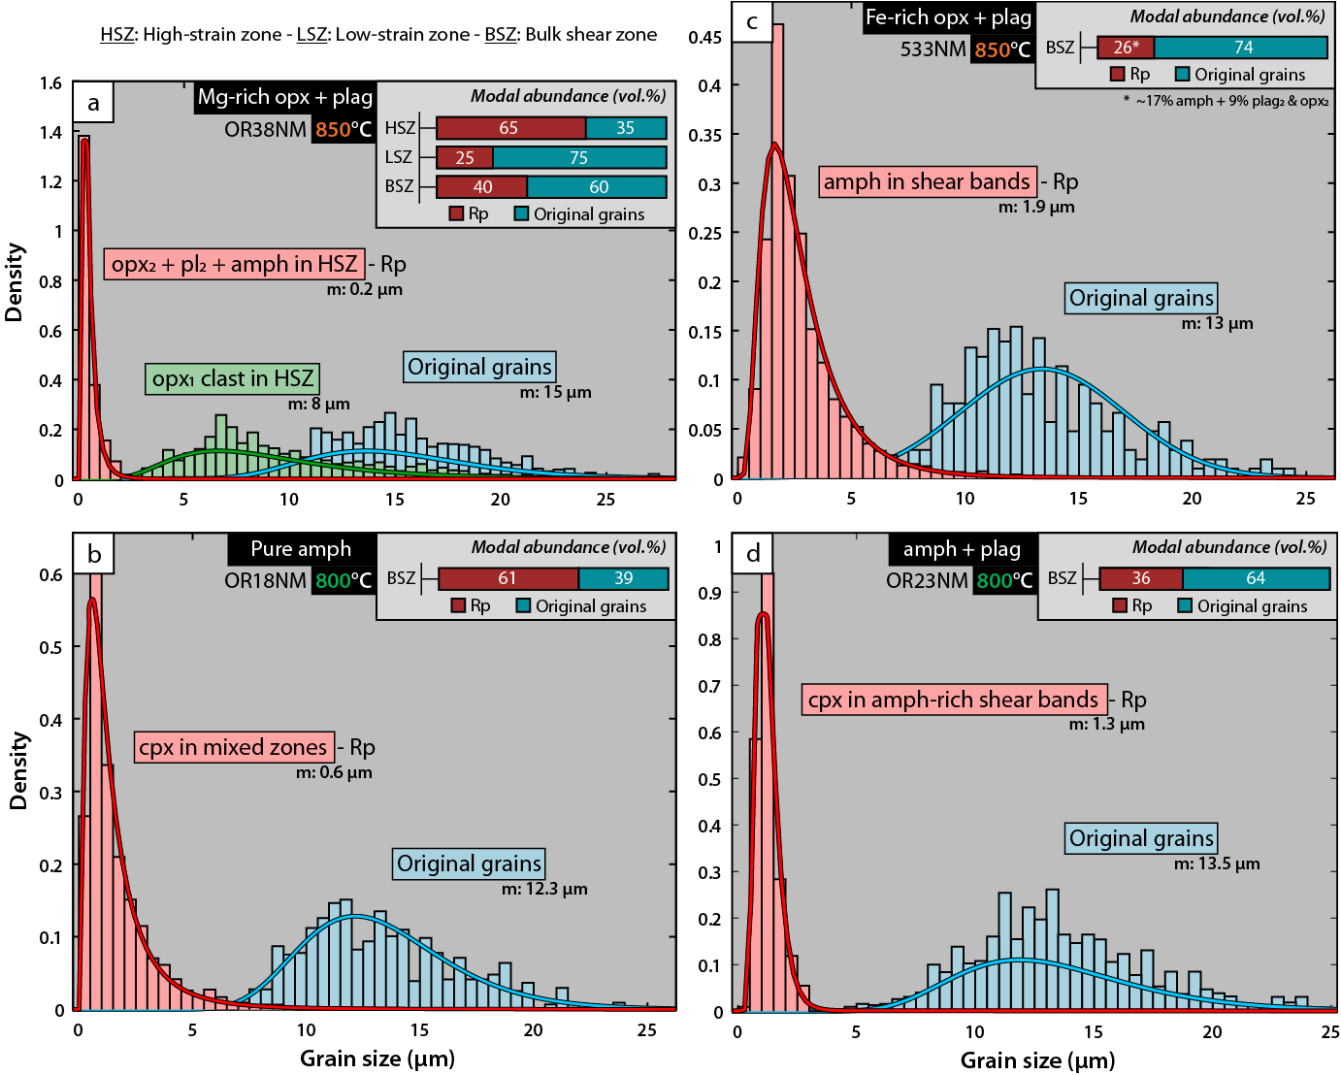 HSZ: High-strain zone - LSZ: Low-strain zone - BSZ: Bulk shear zone
a
Mg-rich opx + plag
OR38NM 850°C
Modal abundance (vol.%)
HSZ 65 35
LSZ 25 75
BSZ 40 60
Rp Original grains
opx₂ + pl₂ + amph in HSZ - Rp
m: 0.2 µm
opx₁ clast in HSZ
m: 8 µm
Original grains
m: 15 µm
Density
1.6
1.4
1.2
1
0.8
0.6
0.4
0.2
0
0 5 10 15 20 25
c
Fe-rich opx + plag
533NM 850°C
Modal abundance (vol.%)
BSZ 26* 74
Rp Original grains
* ~17% amph + 9% plag₂ & opx₂
amph in shear bands - Rp
m: 1.9 µm
Original grains
m: 13 µm
0.45
0.4
0.35
0.3
0.25
0.2
0.15
0.1
0.05
0
0 5 10 15 20 25
b
Pure amph
OR18NM 800°C
Modal abundance (vol.%)
BSZ 61 39
Rp Original grains
cpx in mixed zones - Rp
m: 0.6 µm
Original grains
m: 12.3 µm
Density
0.6
0.5
0.4
0.3
0.2
0.1
0
0 5 10 15 20 25
Grain size (µm)
d
amph + plag
OR23NM 800°C
Modal abundance (vol.%)
BSZ 36 64
Rp Original grains
cpx in amph-rich shear bands - Rp
m: 1.3 µm
Original grains
m: 13.5 µm
1
0.9
0.8
0.7
0.6
0.5
0.4
0.3
0.2
0.1
0
0 5 10 15 20 25
Grain size (µm)